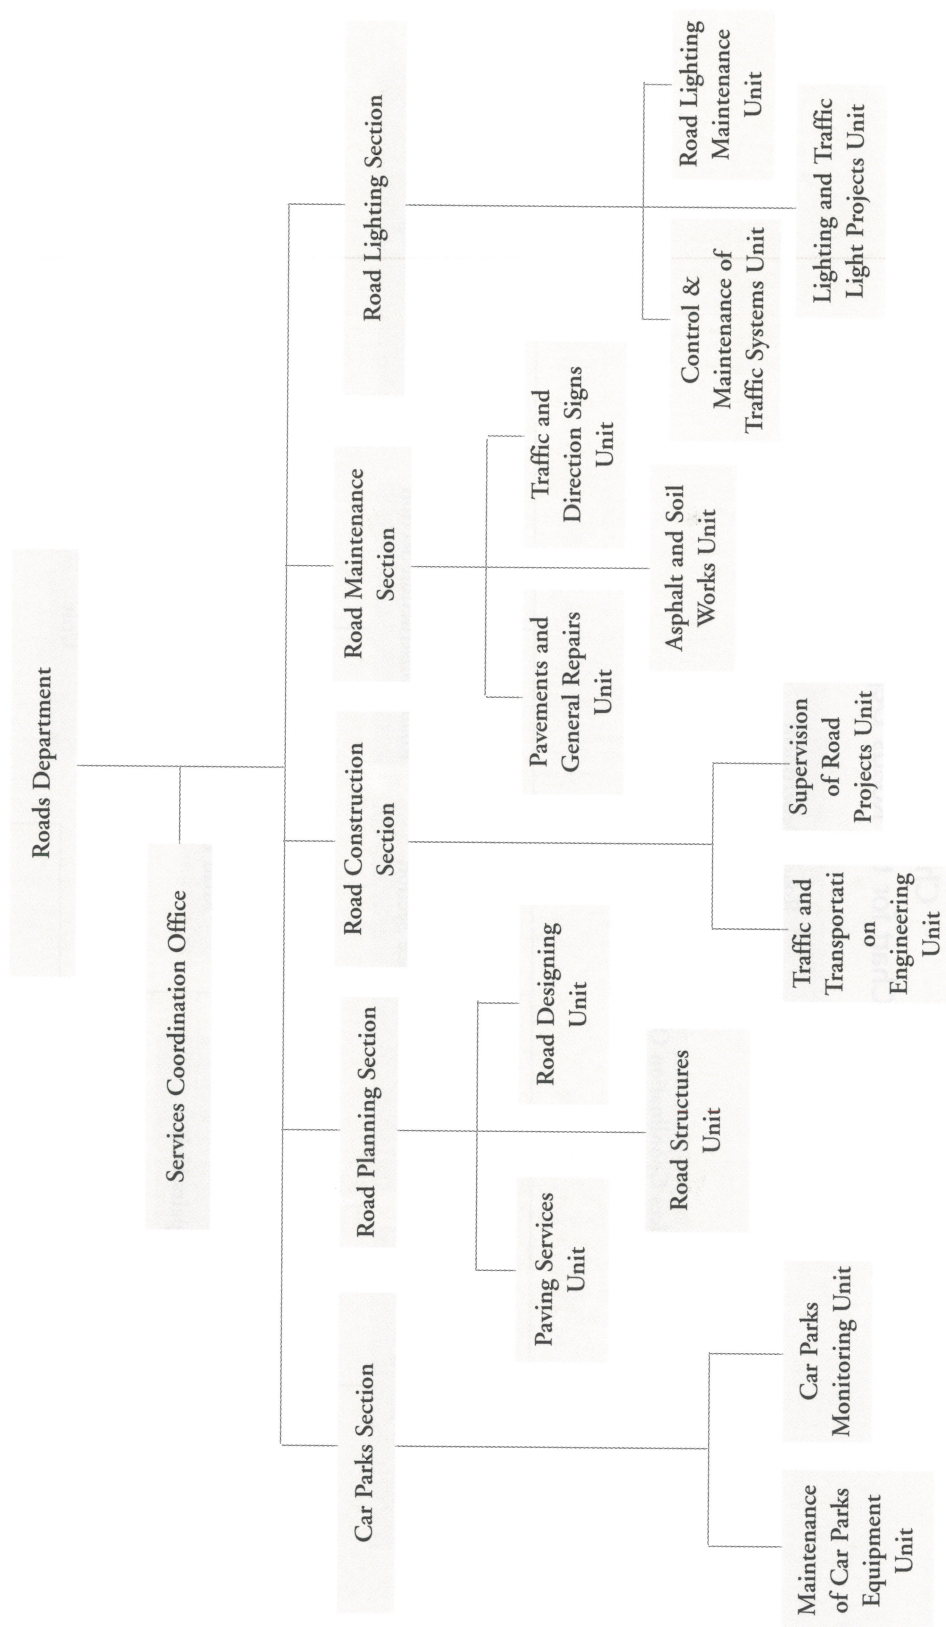 Roads Department
Services Coordination Office
Car Parks Section
Road Planning Section
Road Construction
Section
Road Maintenance
Section
Road Lighting Section
Maintenance
of Car Parks
Equipment
Unit
Car Parks
Monitoring Unit
Paving Services
Unit
Road Designing
Unit
Road Structures
Unit
Traffic and
Transportati
on
Engineering
Unit
Supervision
of Road
Projects Unit
Pavements and
General Repairs
Unit
Traffic and
Direction Signs
Unit
Asphalt and Soil
Works Unit
Control &
Maintenance of
Traffic Systems Unit
Road Lighting
Maintenance
Unit
Lighting and Traffic
Light Projects Unit